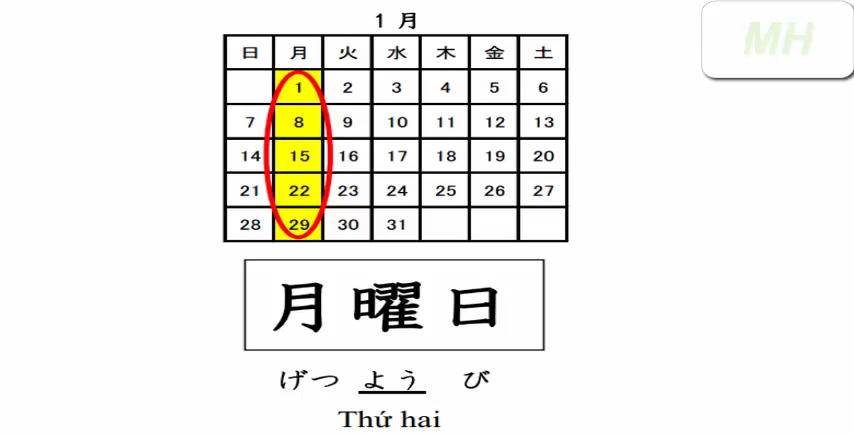 1 月
MH
日 月 火 水 木 金 土
1 2 3 4 5 6
7 8 9 10 11 12 13
14 15 16 17 18 19 20
21 22 23 24 25 26 27
28 29 30 31
月曜日
げつ よう び
Thứ hai